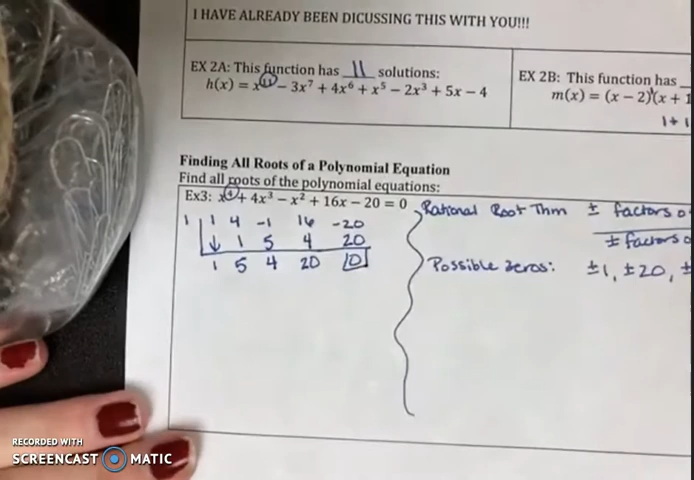 I HAVE ALREADY BEEN DICUSSING THIS WITH YOU!!!
EX 2A: This function has 11 solutions:
h(x) = x¹¹ − 3x⁷ + 4x⁶ + x⁵ − 2x³ + 5x − 4
EX 2B: This function has
m(x) = (x − 2)(x + 1
1 + 1
Finding All Roots of a Polynomial Equation
Find all roots of the polynomial equations:
Ex3: x⁴ + 4x³ − x² + 16x − 20 = 0
1 1 4 -1 16 -20
↓ 1 5 4 20
1 5 4 20 0
Rational Root Thm ± factors o
± factors
Possible zeros: ±1, ±20, ±
RECORDED WITH
SCREENCAST MATIC